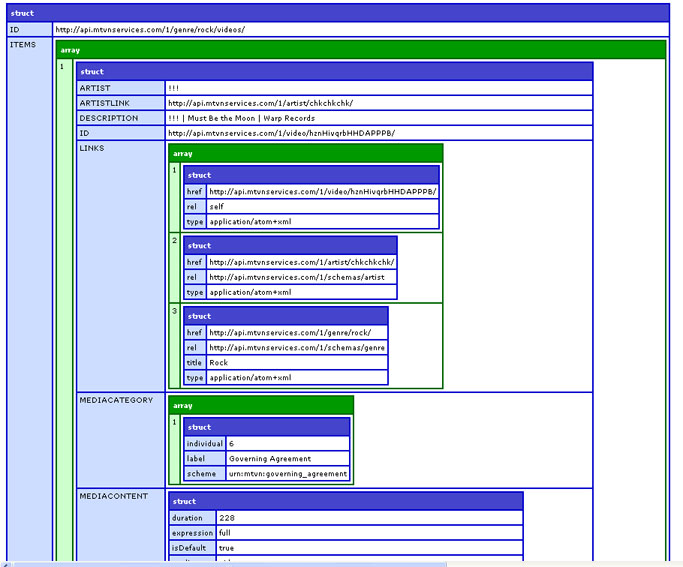 struct
ID http://api.mtvnservices.com/1/genre/rock/videos/
ITEMS array
1 struct
ARTIST !!!
ARTISTLINK http://api.mtvnservices.com/1/artist/chkchkchk/
DESCRIPTION !!! | Must Be the Moon | Warp Records
ID http://api.mtvnservices.com/1/video/hznHivqrbHHDAPPPB/
LINKS array
1 struct
href http://api.mtvnservices.com/1/video/hznHivqrbHHDAPPPB/
rel self
type application/atom+xml
2 struct
href http://api.mtvnservices.com/1/artist/chkchkchk/
rel http://api.mtvnservices.com/1/schemas/artist
type application/atom+xml
3 struct
href http://api.mtvnservices.com/1/genre/rock/
rel http://api.mtvnservices.com/1/schemas/genre
title Rock
type application/atom+xml
MEDIACATEGORY array
1 struct
individual 6
label Governing Agreement
scheme urn:mtvn:governing_agreement
MEDIACONTENT struct
duration 228
expression full
isDefault true